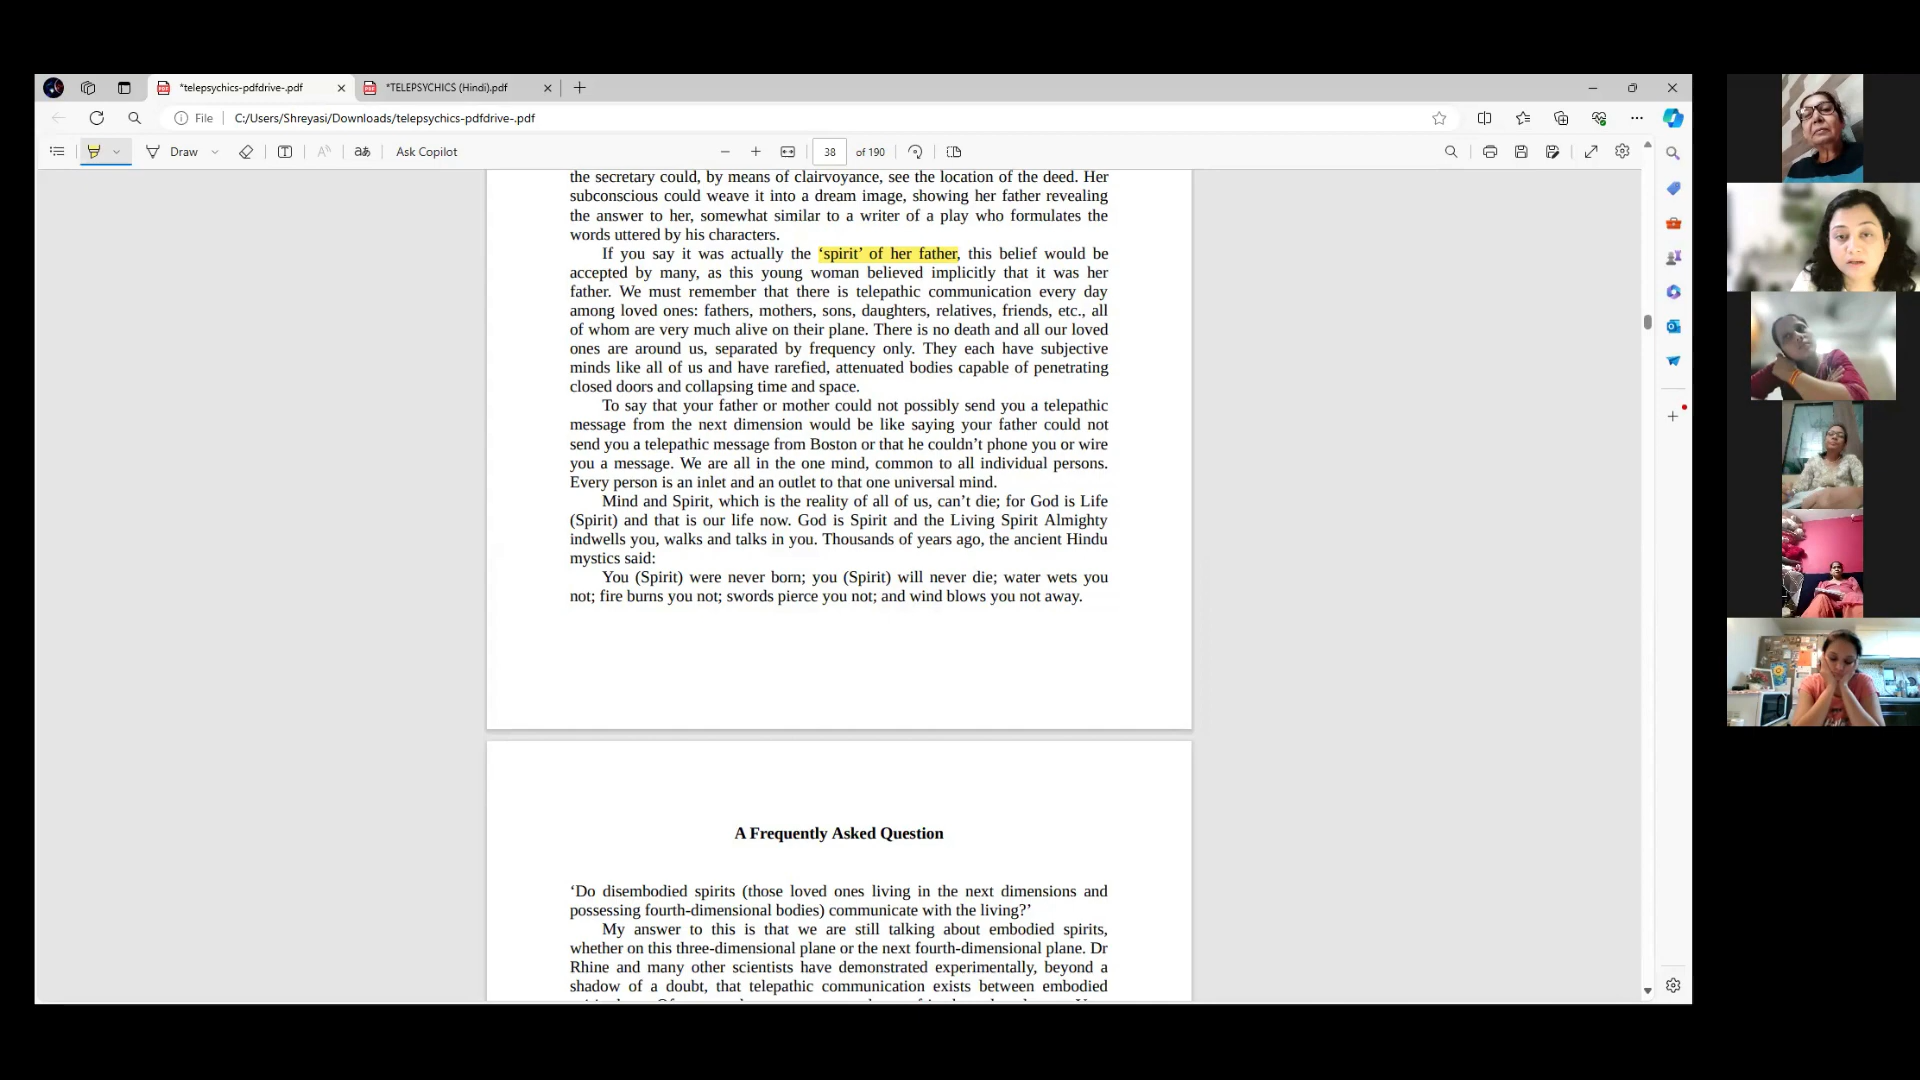 *telepsychics-pdfdrive-.pdf
*TELEPSYCHICS (Hindi).pdf
File
C:/Users/Shreyasi/Downloads/telepsychics-pdfdrive-.pdf
Draw
Ask Copilot
38
of 190
the secretary could, by means of clairvoyance, see the location of the deed. Her
subconscious could weave it into a dream image, showing her father revealing
the answer to her, somewhat similar to a writer of a play who formulates the
words uttered by his characters.
If you say it was actually the ‘spirit’ of her father, this belief would be
accepted by many, as this young woman believed implicitly that it was her
father. We must remember that there is telepathic communication every day
among loved ones: fathers, mothers, sons, daughters, relatives, friends, etc., all
of whom are very much alive on their plane. There is no death and all our loved
ones are around us, separated by frequency only. They each have subjective
minds like all of us and have rarefied, attenuated bodies capable of penetrating
closed doors and collapsing time and space.
To say that your father or mother could not possibly send you a telepathic
message from the next dimension would be like saying your father could not
send you a telepathic message from Boston or that he couldn’t phone you or wire
you a message. We are all in the one mind, common to all individual persons.
Every person is an inlet and an outlet to that one universal mind.
Mind and Spirit, which is the reality of all of us, can’t die; for God is Life
(Spirit) and that is our life now. God is Spirit and the Living Spirit Almighty
indwells you, walks and talks in you. Thousands of years ago, the ancient Hindu
mystics said:
You (Spirit) were never born; you (Spirit) will never die; water wets you
not; fire burns you not; swords pierce you not; and wind blows you not away.
A Frequently Asked Question
‘Do disembodied spirits (those loved ones living in the next dimensions and
possessing fourth-dimensional bodies) communicate with the living?’
My answer to this is that we are still talking about embodied spirits,
whether on this three-dimensional plane or the next fourth-dimensional plane. Dr
Rhine and many other scientists have demonstrated experimentally, beyond a
shadow of a doubt, that telepathic communication exists between embodied